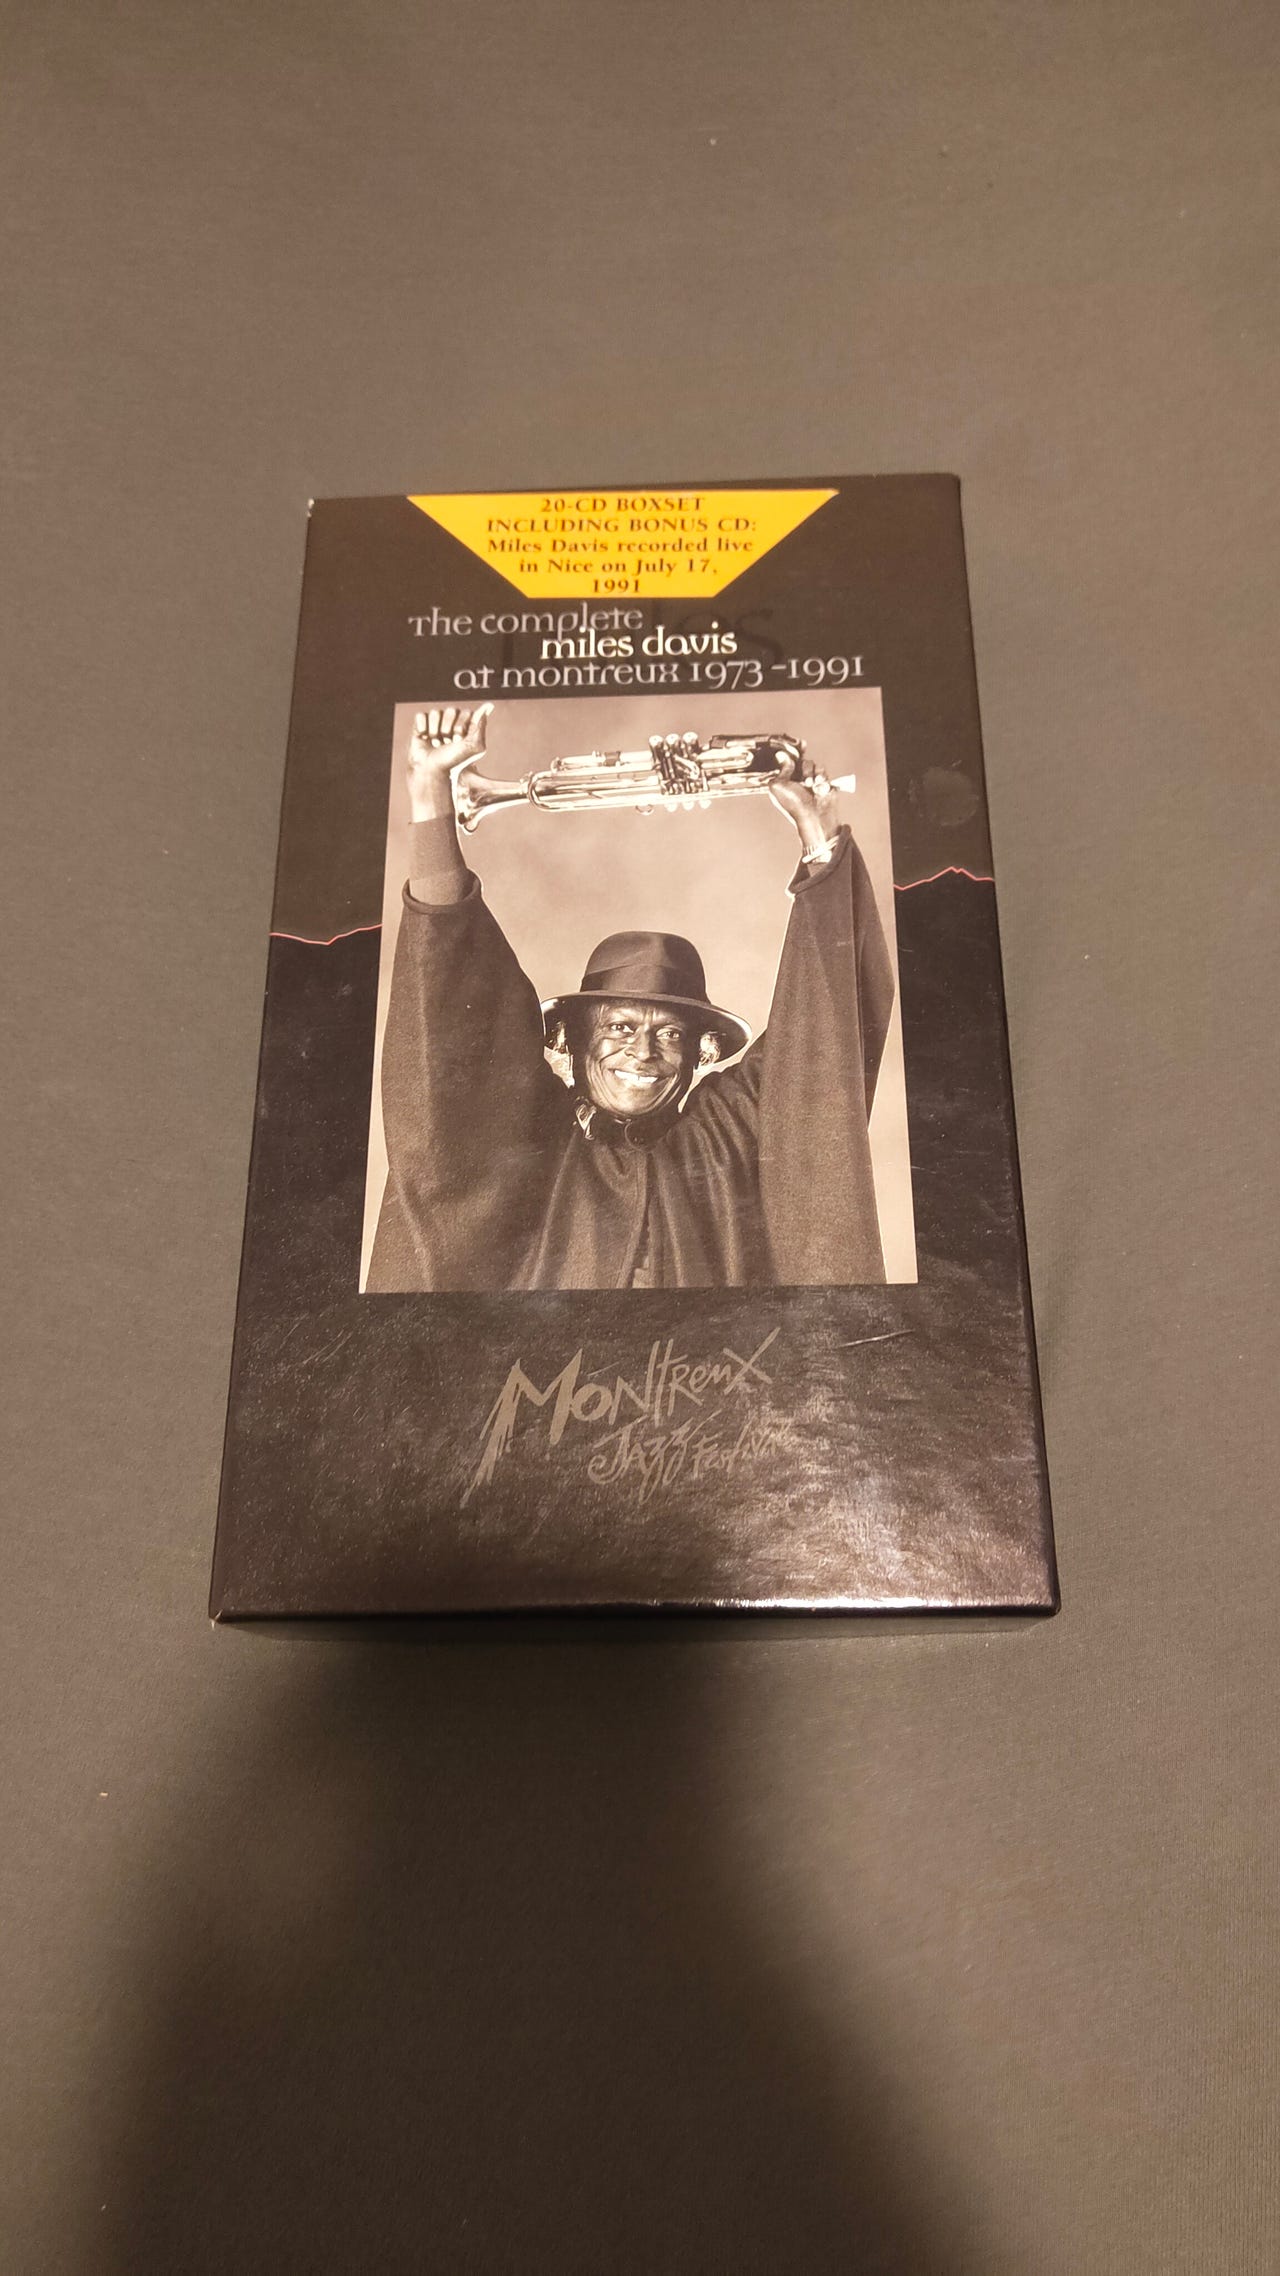 20-CD BOXSET
INCLUDING BONUS CD:
Miles Davis recorded live
in Nice on July 17,
1991
The complete
miles davis
at montreux 1973-1991
Montreux
Jazz Festival